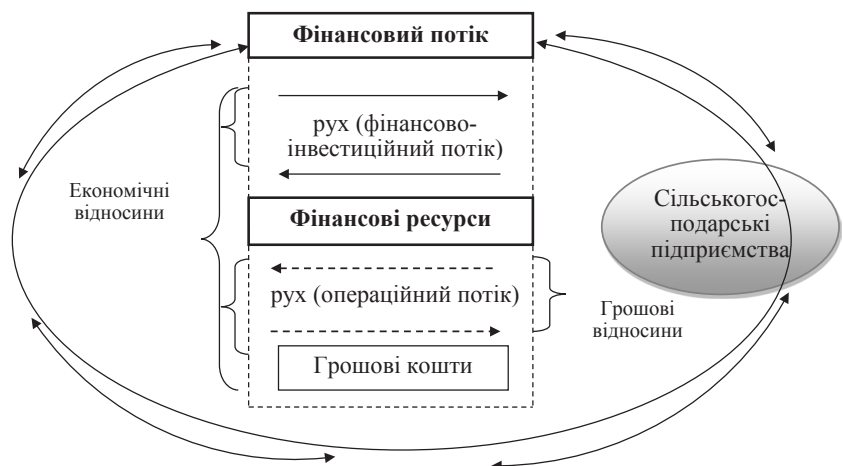 Фінансовий потік
рух (фінансово-
інвестиційний потік)
Економічні
відносини
Сільськогос-
подарські
підприємства
Фінансові ресурси
рух (операційний потік)
Грошові
відносини
Грошові кошти